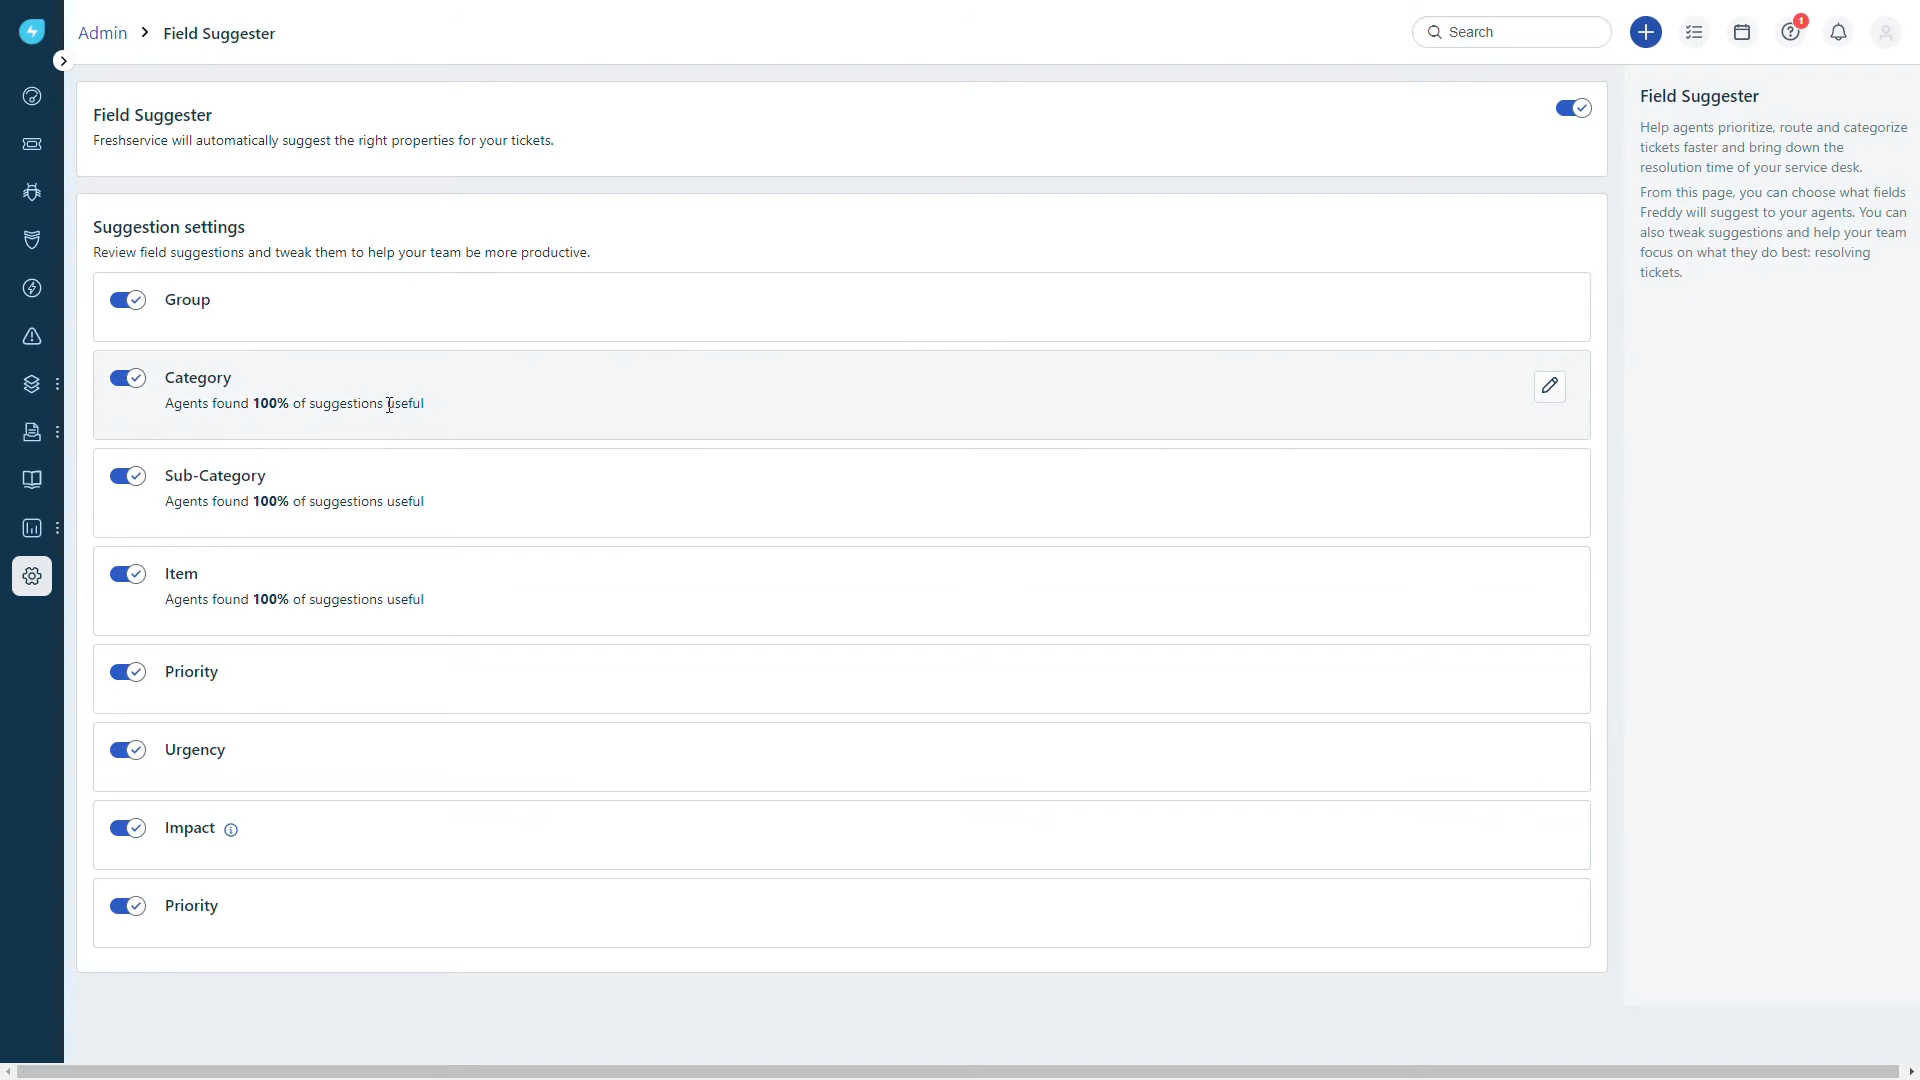 Admin > Field Suggester
Search
1
Field Suggester
Freshservice will automatically suggest the right properties for your tickets.
Suggestion settings
Review field suggestions and tweak them to help your team be more productive.
Group
Category
Agents found 100% of suggestions useful
Sub-Category
Agents found 100% of suggestions useful
Item
Agents found 100% of suggestions useful
Priority
Urgency
Impact
Priority
Field Suggester
Help agents prioritize, route and categorize
tickets faster and bring down the
resolution time of your service desk.
From this page, you can choose what fields
Freddy will suggest to your agents. You can
also tweak suggestions and help your team
focus on what they do best: resolving
tickets.